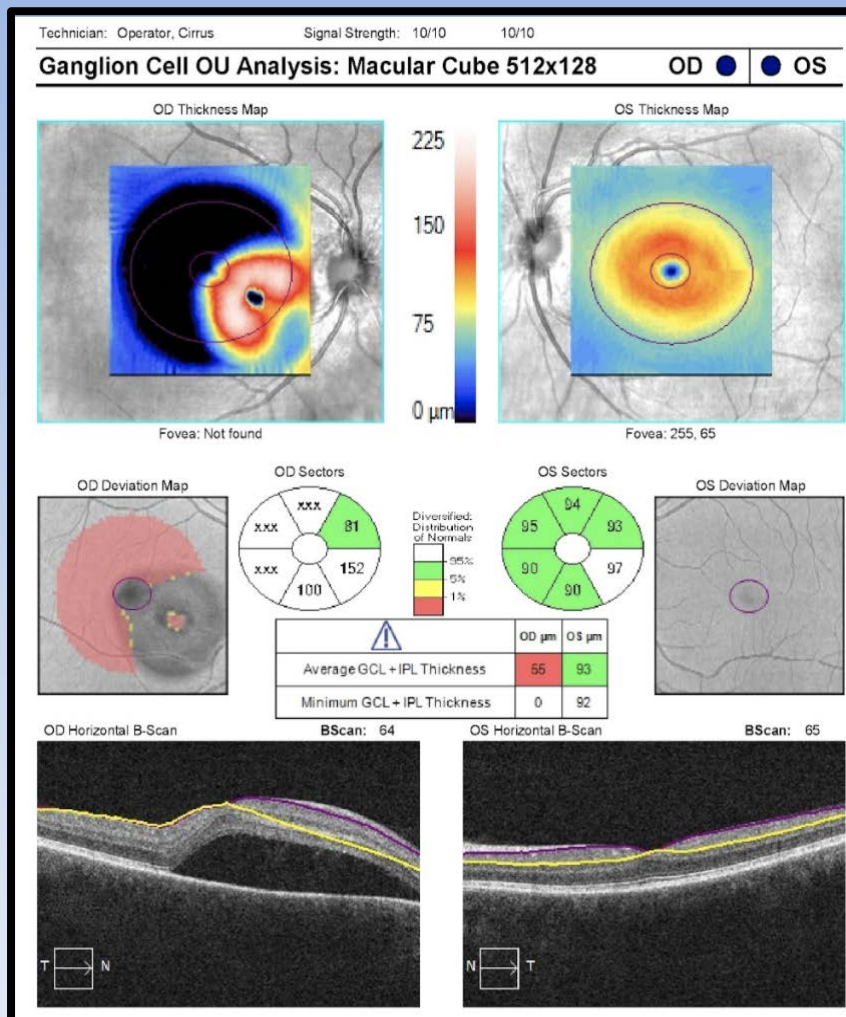 Technician: Operator, Cirrus Signal Strength: 10/10 10/10
Ganglion Cell OU Analysis: Macular Cube 512x128 OD OS
OD Thickness Map OS Thickness Map
225
150
75
0 µm
Fovea: Not found Fovea: 255, 65
OD Deviation Map OD Sectors OS Sectors OS Deviation Map
xxx
xxx 81
xxx 152
100
Diversified:
Distribution
of Normals
95%
5%
1%
94
95 93
90 97
90
OD µm OS µm
Average GCL + IPL Thickness 55 93
Minimum GCL + IPL Thickness 0 92
OD Horizontal B-Scan BScan: 64 OS Horizontal B-Scan BScan: 65
T N N T